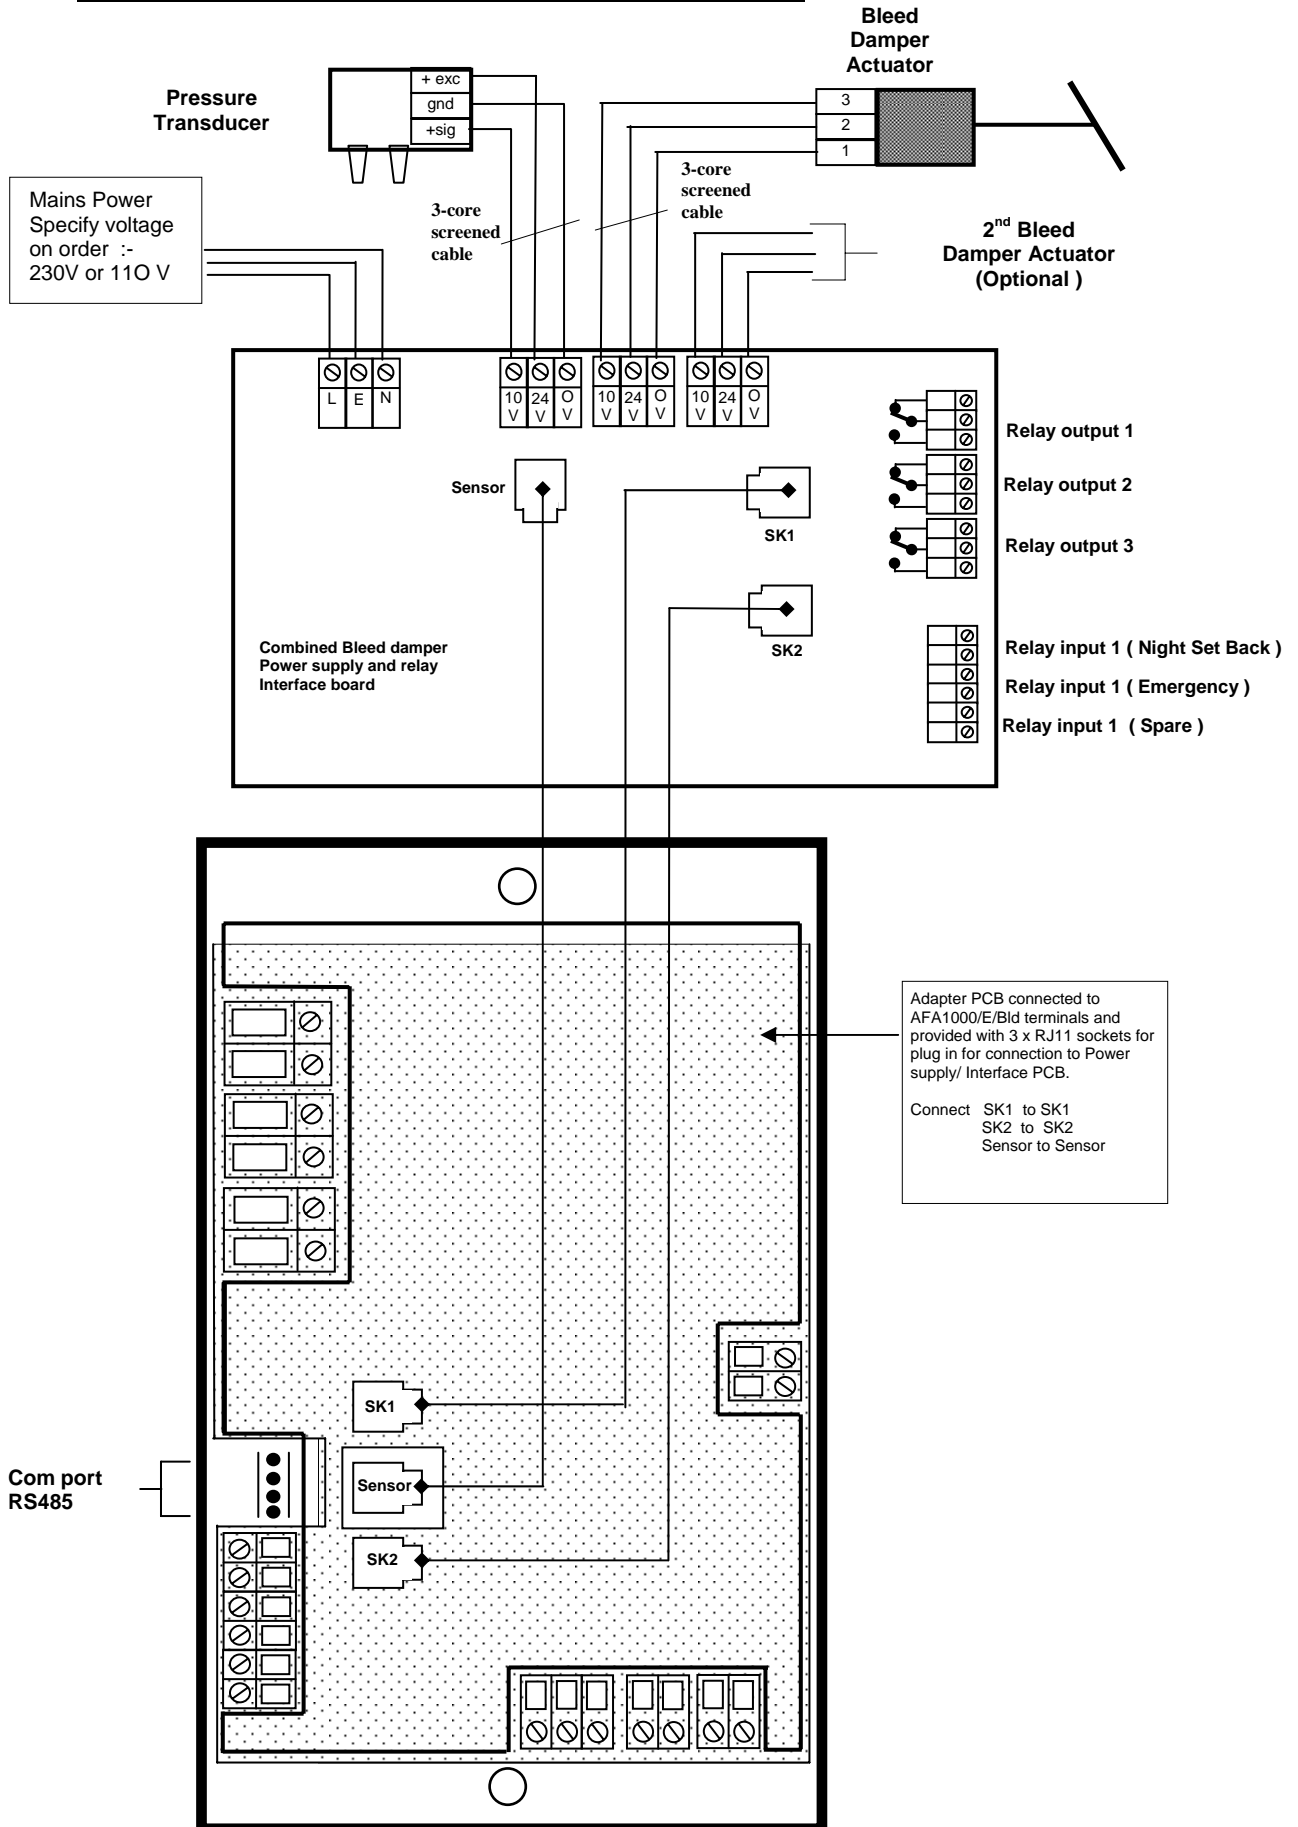 Bleed
Damper
Actuator
Pressure
Transducer
+ exc
gnd
+sig
3
2
1
3-core
screened
cable
3-core
screened
cable
Mains Power
Specify voltage
on order :-
230V or 11O V
2nd Bleed
Damper Actuator
(Optional )
L E N
10 V 24 V O V
10 V 24 V O V
10 V 24 V O V
Relay output 1
Relay output 2
Relay output 3
Sensor
SK1
SK2
Combined Bleed damper
Power supply and relay
Interface board
Relay input 1 ( Night Set Back )
Relay input 1 ( Emergency )
Relay input 1 ( Spare )
Adapter PCB connected to
AFA1000/E/Bld terminals and
provided with 3 x RJ11 sockets for
plug in for connection to Power
supply/ Interface PCB.
Connect SK1 to SK1
SK2 to SK2
Sensor to Sensor
SK1
Sensor
SK2
Com port
RS485